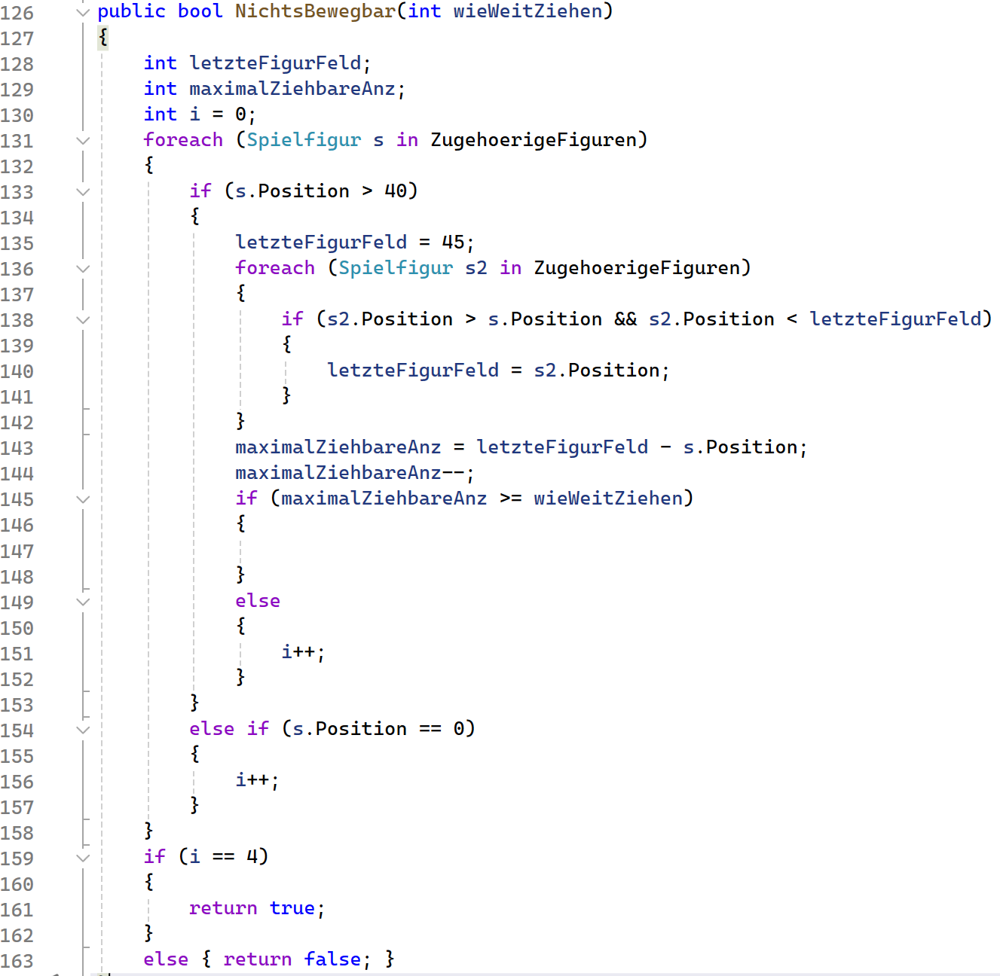 126 public bool NichtsBewegbar(int wieWeitZiehen)
127 {
128 int letzteFigurFeld;
129 int maximalZiehbareAnz;
130 int i = 0;
131 foreach (Spielfigur s in ZugehoerigeFiguren)
132 {
133 if (s.Position > 40)
134 {
135 letzteFigurFeld = 45;
136 foreach (Spielfigur s2 in ZugehoerigeFiguren)
137 {
138 if (s2.Position > s.Position && s2.Position < letzteFigurFeld)
139 {
140 letzteFigurFeld = s2.Position;
141 }
142 }
143 maximalZiehbareAnz = letzteFigurFeld - s.Position;
144 maximalZiehbareAnz--;
145 if (maximalZiehbareAnz >= wieWeitZiehen)
146 {
147
148 }
149 else
150 {
151 i++;
152 }
153 }
154 else if (s.Position == 0)
155 {
156 i++;
157 }
158 }
159 if (i == 4)
160 {
161 return true;
162 }
163 else { return false; }